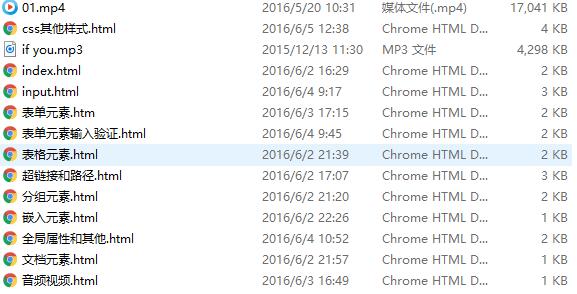 01.mp4 2016/5/20 10:31 媒体文件(.mp4) 17,041 KB
css其他样式.html 2016/6/5 12:38 Chrome HTML D... 4 KB
if you.mp3 2015/12/13 11:30 MP3 文件 4,298 KB
index.html 2016/6/2 16:29 Chrome HTML D... 2 KB
input.html 2016/6/4 9:17 Chrome HTML D... 3 KB
表单元素.htm 2016/6/3 17:15 Chrome HTML D... 2 KB
表单元素输入验证.html 2016/6/4 9:45 Chrome HTML D... 2 KB
表格元素.html 2016/6/2 21:39 Chrome HTML D... 2 KB
超链接和路径.html 2016/6/2 17:07 Chrome HTML D... 3 KB
分组元素.html 2016/6/2 21:20 Chrome HTML D... 2 KB
嵌入元素.html 2016/6/2 22:26 Chrome HTML D... 1 KB
全局属性和其他.html 2016/6/4 10:52 Chrome HTML D... 2 KB
文档元素.html 2016/6/2 21:57 Chrome HTML D... 1 KB
音频视频.html 2016/6/3 16:49 Chrome HTML D... 1 KB